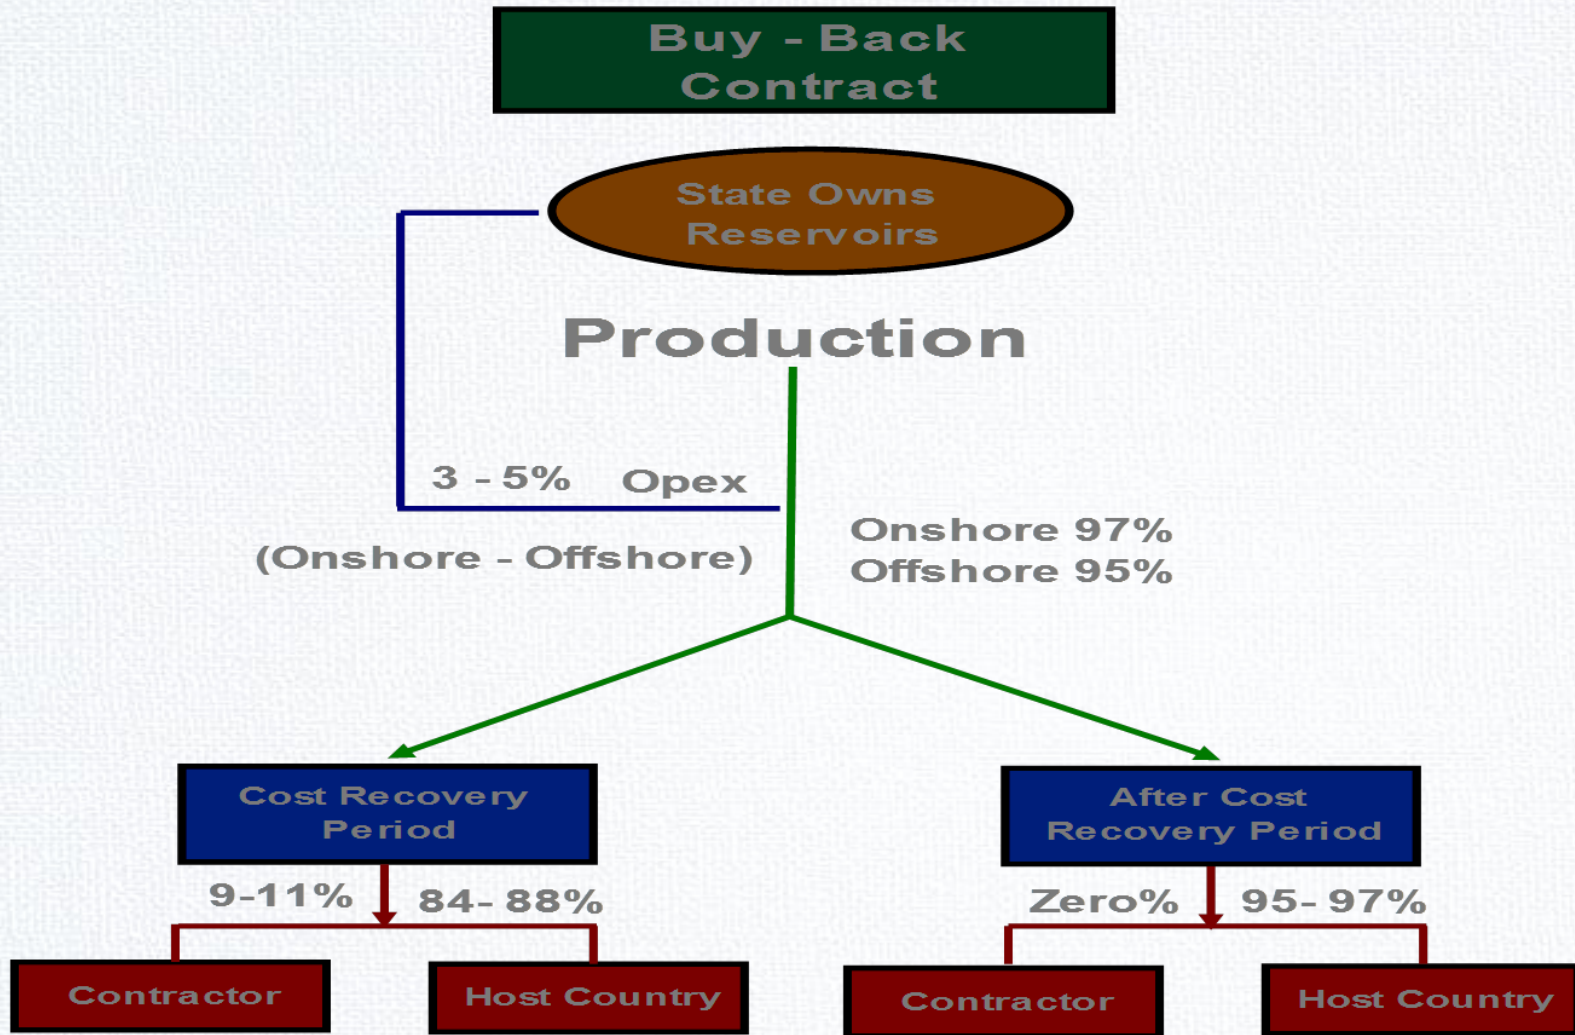 Buy - Back
Contract
State Owns
Reservoirs
Production
3 - 5% Opex
(Onshore - Offshore)
Onshore 97%
Offshore 95%
Cost Recovery
Period
After Cost
Recovery Period
9-11% 84- 88%
Zero% 95- 97%
Contractor
Host Country
Contractor
Host Country